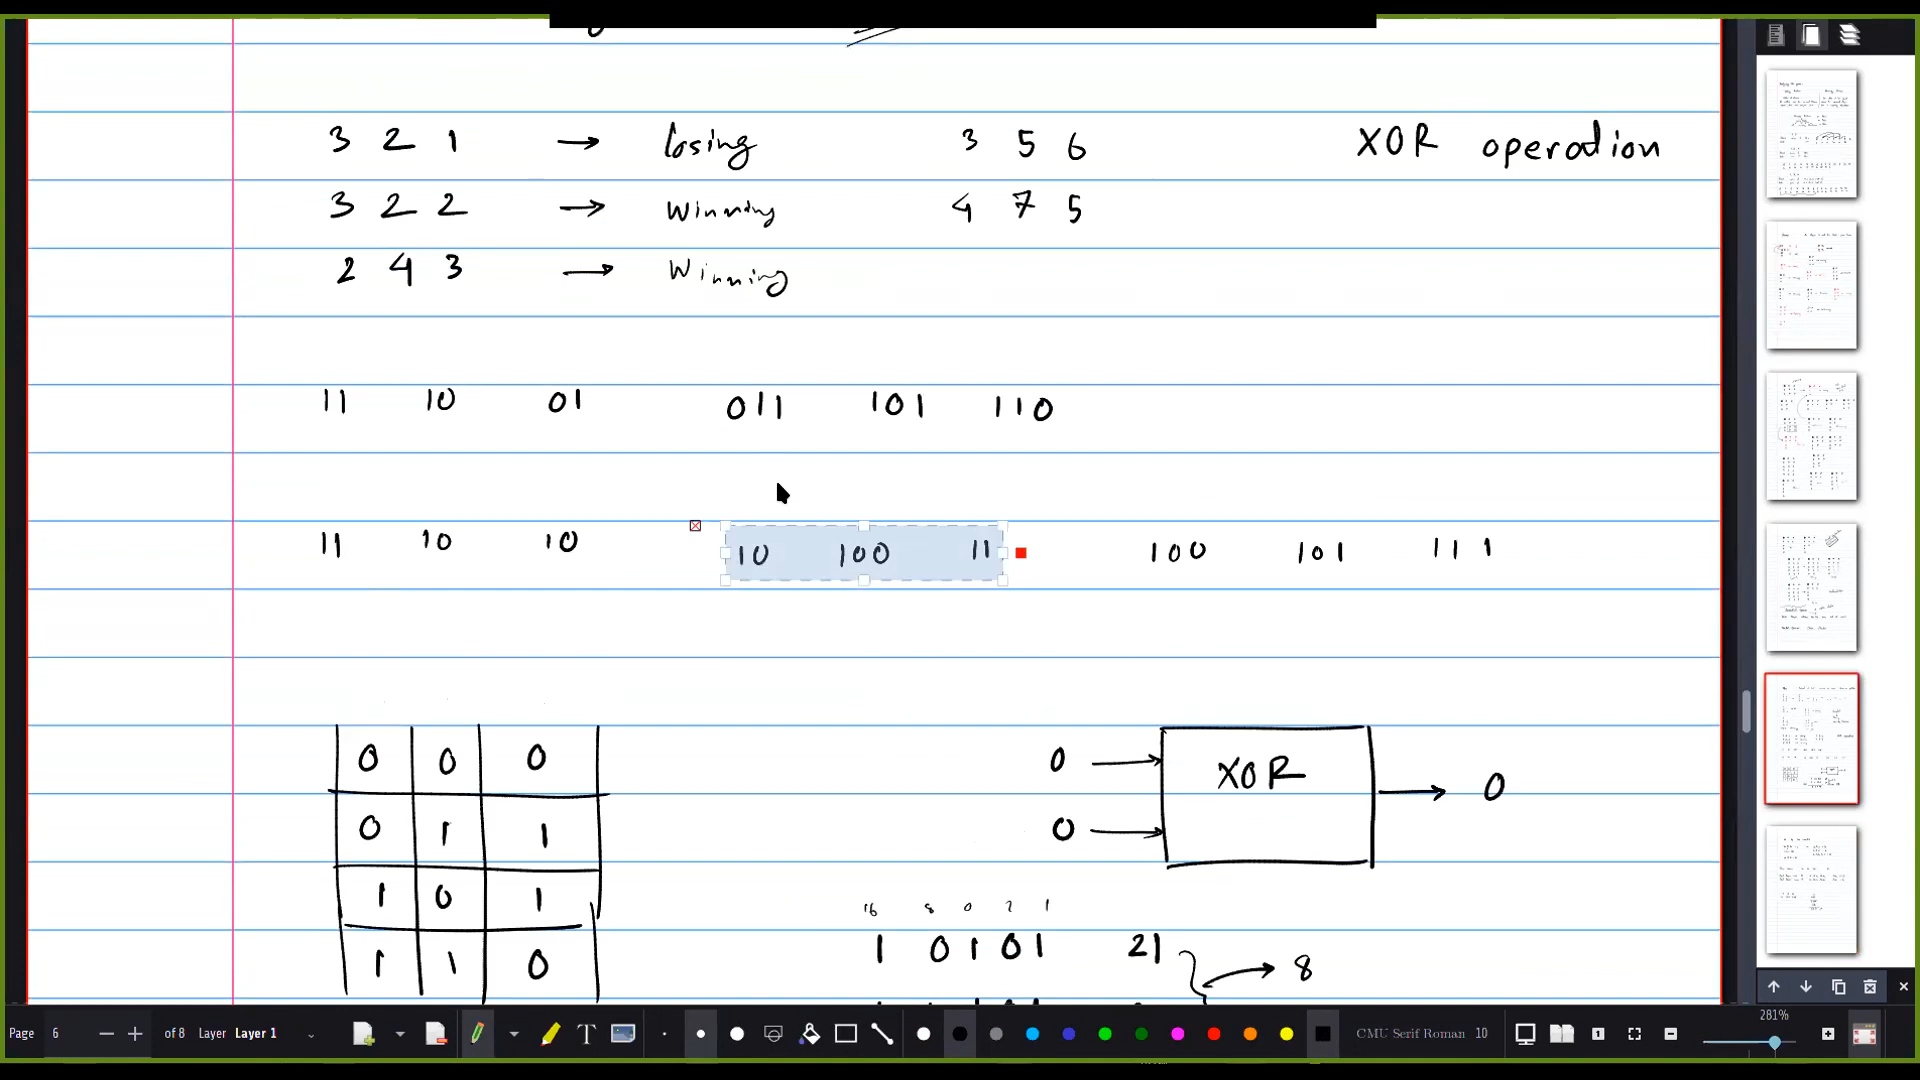 3 2 1 → losing 3 5 6 XOR operation
3 2 2 → Winning 4 7 5
2 4 3 → Winning
11 10 01 011 101 110
11 10 10 10 100 11 100 101 111
0 0 0
0 → XOR → 0
0 1 1
0 →
1 0 1
16 8 0 2 1
1 0 1 0 1 21 → 8
1 1 0
281%
Page 6 of 8 Layer Layer 1 CMU Serif Roman 10